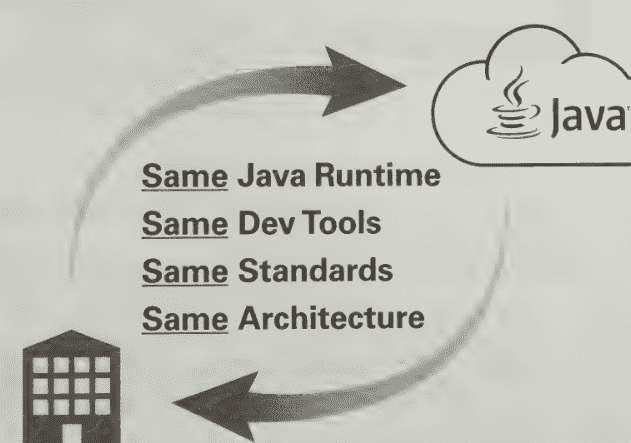 Java
Same Java Runtime
Same Dev Tools
Same Standards
Same Architecture